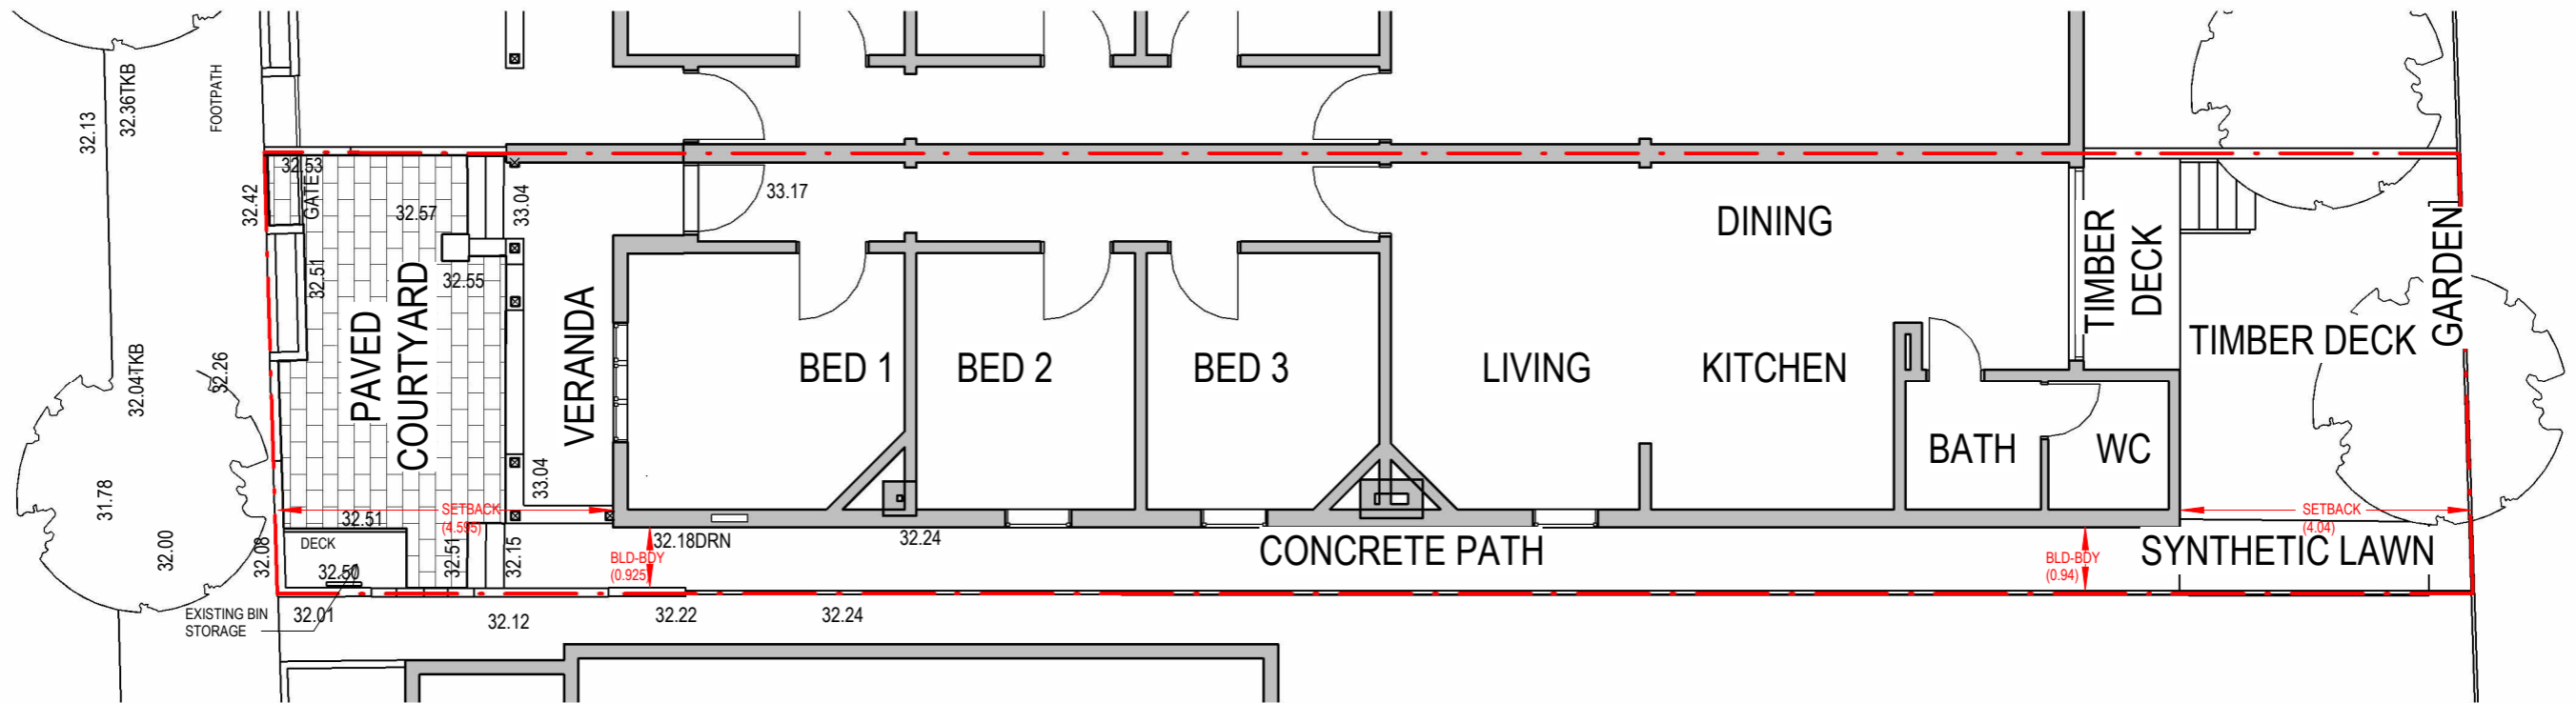 32.13
32.36TKB
FOOTPATH
32.53
GATE
32.42
32.57
33.04
33.17
32.51
32.55
PAVED
COURTYARD
VERANDA
32.04TKB
32.26
31.78
32.00
32.08
BED 1
BED 2
BED 3
LIVING
DINING
KITCHEN
BATH
WC
TIMBER
DECK
TIMBER DECK
GARDEN
33.04
SETBACK
(4.595)
32.51
DECK
32.50
32.51
32.15
32.18DRN
BLD-BDY
(0.925)
32.24
CONCRETE PATH
BLD-BDY
(0.94)
SETBACK
(4.04)
SYNTHETIC LAWN
EXISTING BIN
STORAGE
32.01
32.12
32.22
32.24